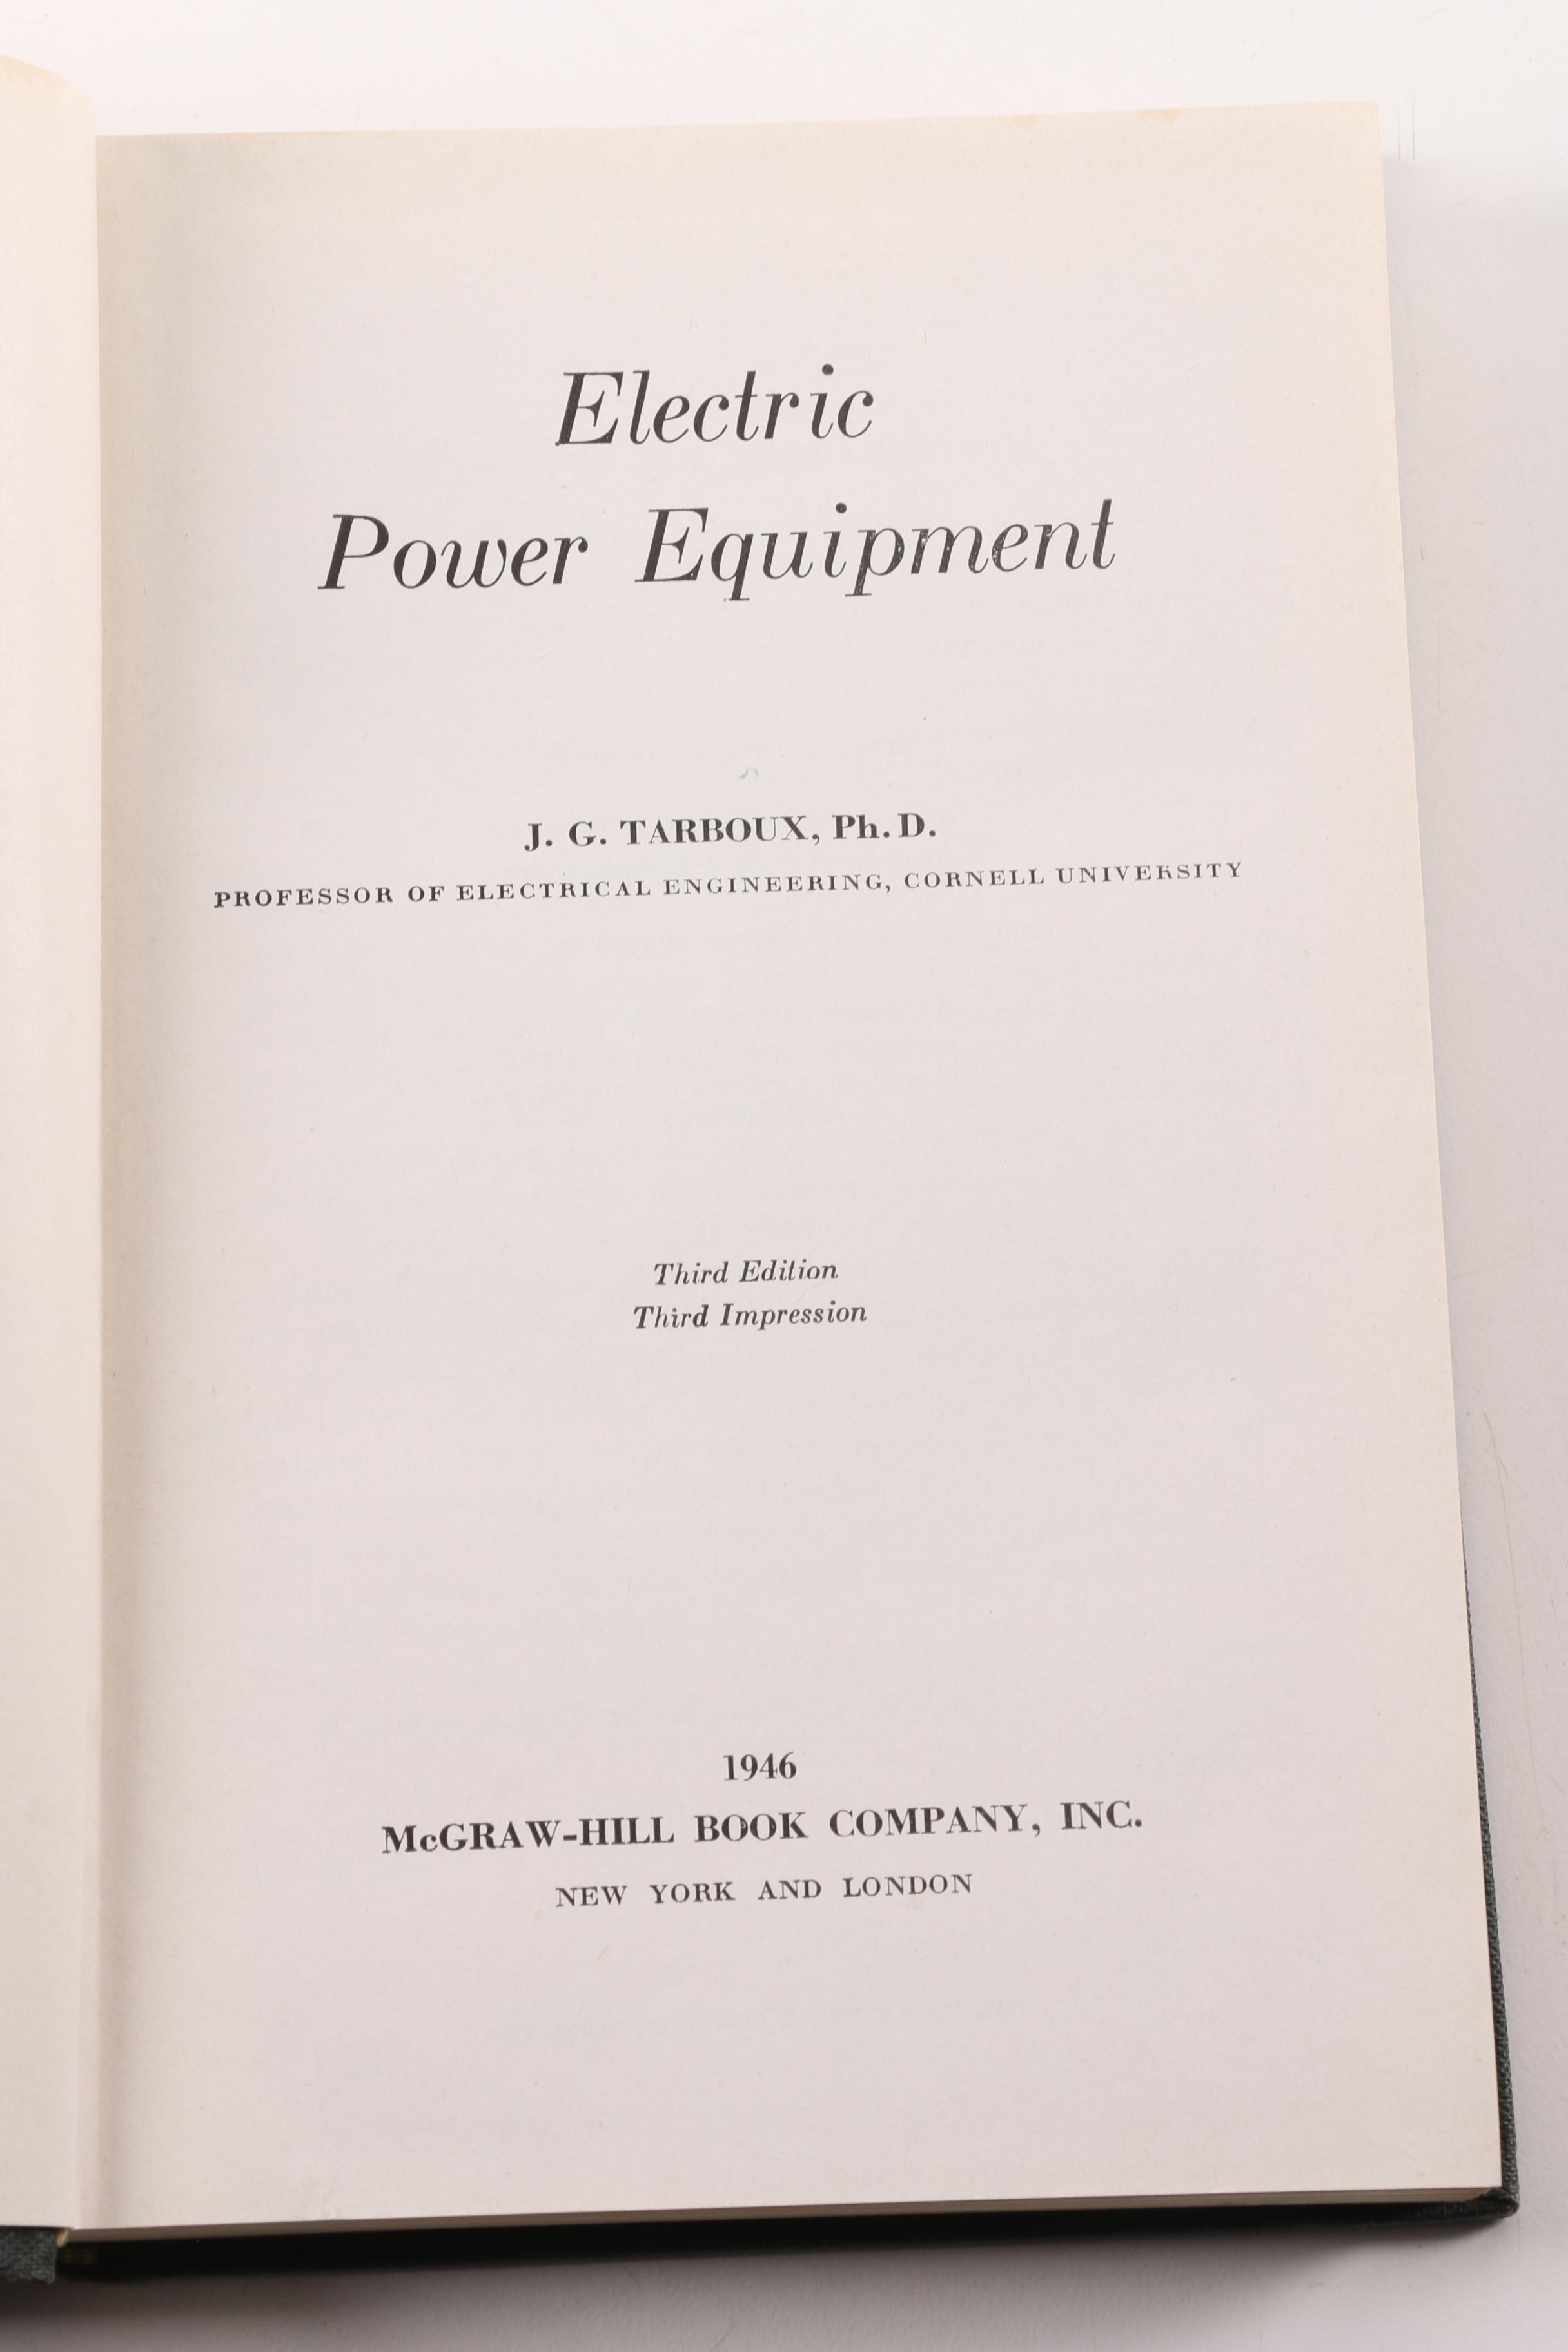 Electric
Power Equipment
J. G. TARBOUX, Ph.D.
PROFESSOR OF ELECTRICAL ENGINEERING, CORNELL UNIVERSITY
Third Edition
Third Impression
1946
McGRAW-HILL BOOK COMPANY, INC.
NEW YORK AND LONDON